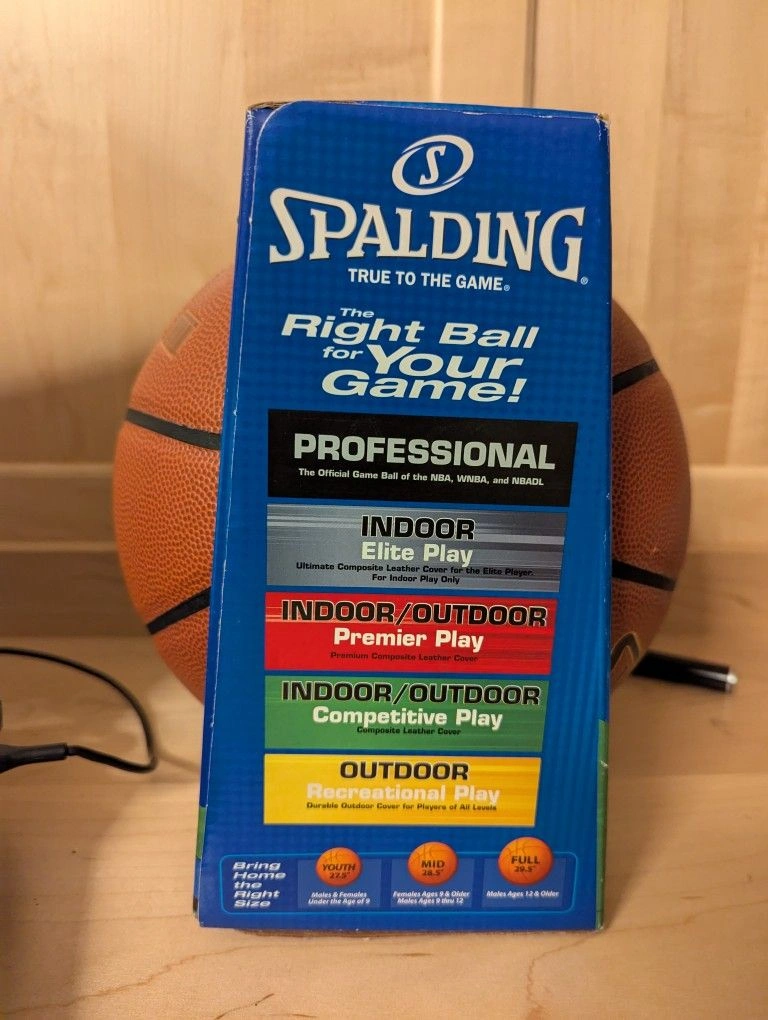 S
SPALDING®
TRUE TO THE GAME®
The
Right Ball
for Your
Game!
PROFESSIONAL
The Official Game Ball of the NBA, WNBA, and NBADL
INDOOR
Elite Play
Ultimate Composite Leather Cover for the Elite Player.
For Indoor Play Only
INDOOR/OUTDOOR
Premier Play
Premium Composite Leather Cover
INDOOR/OUTDOOR
Competitive Play
Composite Leather Cover
OUTDOOR
Recreational Play
Durable Outdoor Cover for Players of All Levels
Bring
Home
the
Right
Size
YOUTH
27.5"
Males & Females
Under the Age of 9
MID
28.5"
Females Ages 9 & Older
Males Ages 9 thru 12
FULL
29.5"
Males Ages 12 & Older